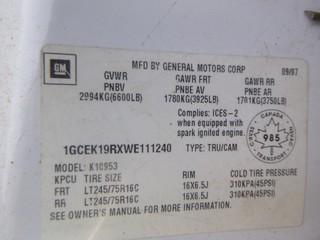 MFD BY GENERAL MOTORS CORP 09/97
GM
GVWR GAWR FRT GAWR RR
PNBV PNBE AV PNBE AR
2994KG(6600LB) 1780KG(3925LB) 1701KG(3750LB)
Complies: ICES-2
when equipped with
spark ignited engine.
CANADA
985
TRANSPORT
1GCEK19RXWE111240 TYPE: TRU/CAM
MODEL: K10953
KPCU TIRE SIZE RIM COLD TIRE PRESSURE
FRT LT245/75R16C 16X6.5J 310KPA(45PSI)
RR LT245/75R16C 16X6.5J 310KPA(45PSI)
SEE OWNER'S MANUAL FOR MORE INFORMATION.